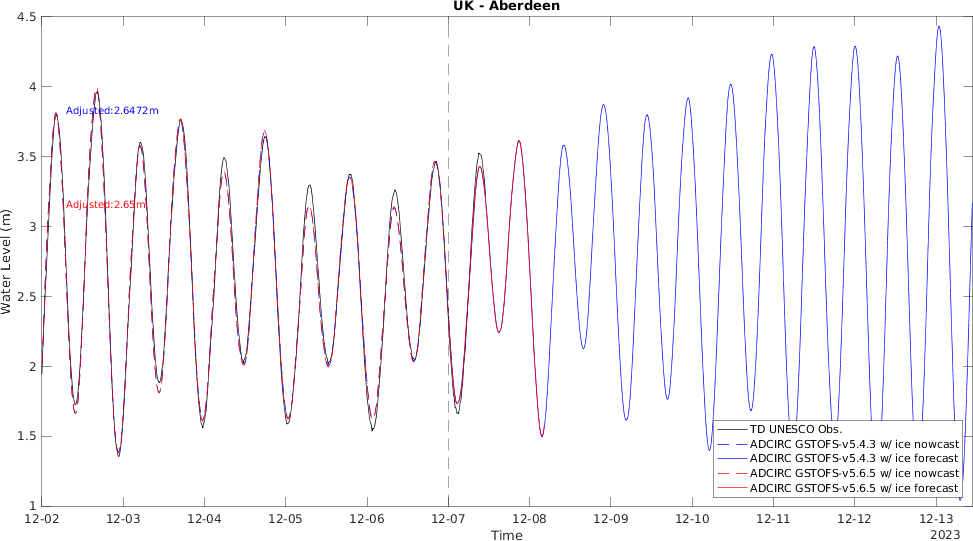 UK - Aberdeen
4.5
4
3.5
3
2.5
2
1.5
1
Water Level (m)
Adjusted:2.6472m
Adjusted:2.65m
12-02
12-03
12-04
12-05
12-06
12-07
12-08
12-09
12-10
12-11
12-12
12-13
Time
2023
TD UNESCO Obs.
ADCIRC GSTOFS-v5.4.3 w/ ice nowcast
ADCIRC GSTOFS-v5.4.3 w/ ice forecast
ADCIRC GSTOFS-v5.6.5 w/ ice nowcast
ADCIRC GSTOFS-v5.6.5 w/ ice forecast